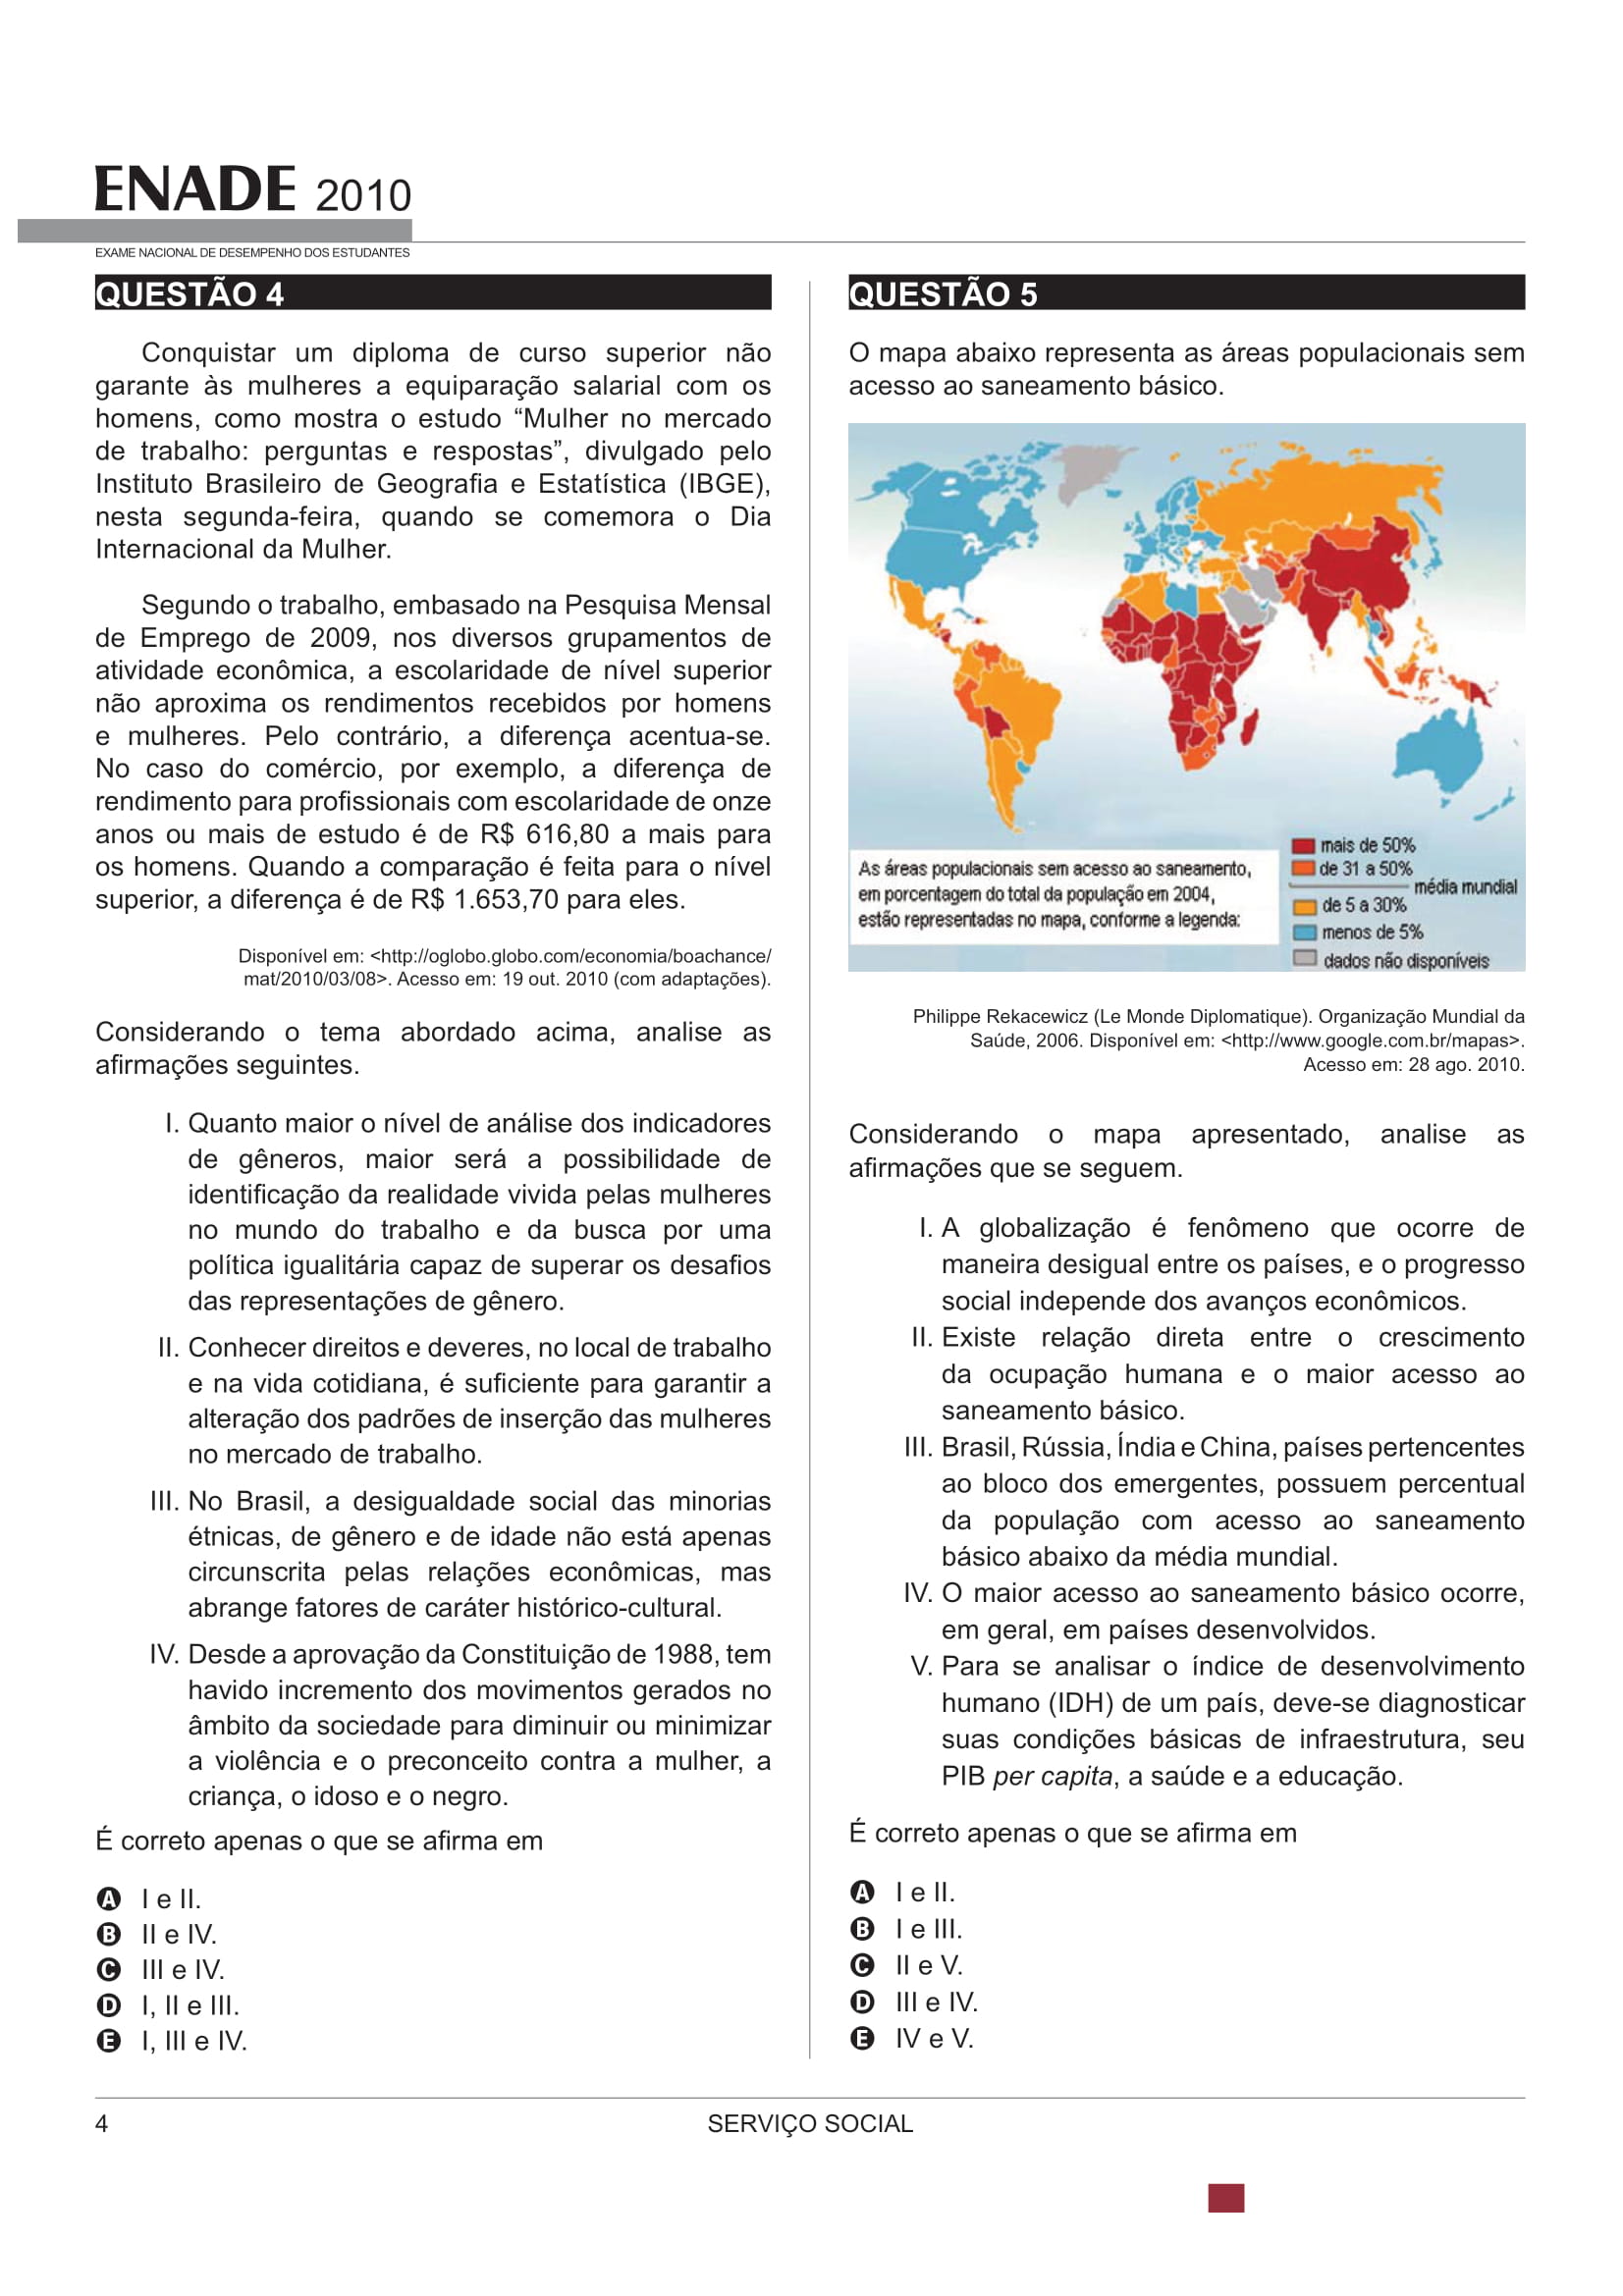 ENADE 2010
EXAME NACIONAL DE DESEMPENHO DOS ESTUDANTES
QUESTÃO 4
Conquistar um diploma de curso superior não
garante às mulheres a equiparação salarial com os
homens, como mostra o estudo “Mulher no mercado
de trabalho: perguntas e respostas”, divulgado pelo
Instituto Brasileiro de Geografia e Estatística (IBGE),
nesta segunda-feira, quando se comemora o Dia
Internacional da Mulher.
Segundo o trabalho, embasado na Pesquisa Mensal
de Emprego de 2009, nos diversos grupamentos de
atividade econômica, a escolaridade de nível superior
não aproxima os rendimentos recebidos por homens
e mulheres. Pelo contrário, a diferença acentua-se.
No caso do comércio, por exemplo, a diferença de
rendimento para profissionais com escolaridade de onze
anos ou mais de estudo é de R$ 616,80 a mais para
os homens. Quando a comparação é feita para o nível
superior, a diferença é de R$ 1.653,70 para eles.
Disponível em: <http://oglobo.globo.com/economia/boachance/
mat/2010/03/08>. Acesso em: 19 out. 2010 (com adaptações).
Considerando o tema abordado acima, analise as
afirmações seguintes.
I. Quanto maior o nível de análise dos indicadores
de gêneros, maior será a possibilidade de
identificação da realidade vivida pelas mulheres
no mundo do trabalho e da busca por uma
política igualitária capaz de superar os desafios
das representações de gênero.
II. Conhecer direitos e deveres, no local de trabalho
e na vida cotidiana, é suficiente para garantir a
alteração dos padrões de inserção das mulheres
no mercado de trabalho.
III. No Brasil, a desigualdade social das minorias
étnicas, de gênero e de idade não está apenas
circunscrita pelas relações econômicas, mas
abrange fatores de caráter histórico-cultural.
IV. Desde a aprovação da Constituição de 1988, tem
havido incremento dos movimentos gerados no
âmbito da sociedade para diminuir ou minimizar
a violência e o preconceito contra a mulher, a
criança, o idoso e o negro.
É correto apenas o que se afirma em
A I e II.
B II e IV.
C III e IV.
D I, II e III.
E I, III e IV.
QUESTÃO 5
O mapa abaixo representa as áreas populacionais sem
acesso ao saneamento básico.
As áreas populacionais sem acesso ao saneamento,
em porcentagem do total da população em 2004,
estão representadas no mapa, conforme a legenda:
mais de 50%
de 31 a 50%
média mundial
de 5 a 30%
menos de 5%
dados não disponíveis
Philippe Rekacewicz (Le Monde Diplomatique). Organização Mundial da
Saúde, 2006. Disponível em: <http://www.google.com.br/mapas>.
Acesso em: 28 ago. 2010.
Considerando o mapa apresentado, analise as
afirmações que se seguem.
I. A globalização é fenômeno que ocorre de
maneira desigual entre os países, e o progresso
social independe dos avanços econômicos.
II. Existe relação direta entre o crescimento
da ocupação humana e o maior acesso ao
saneamento básico.
III. Brasil, Rússia, Índia e China, países pertencentes
ao bloco dos emergentes, possuem percentual
da população com acesso ao saneamento
básico abaixo da média mundial.
IV. O maior acesso ao saneamento básico ocorre,
em geral, em países desenvolvidos.
V. Para se analisar o índice de desenvolvimento
humano (IDH) de um país, deve-se diagnosticar
suas condições básicas de infraestrutura, seu
PIB per capita, a saúde e a educação.
É correto apenas o que se afirma em
A I e II.
B I e III.
C II e V.
D III e IV.
E IV e V.
4
SERVIÇO SOCIAL